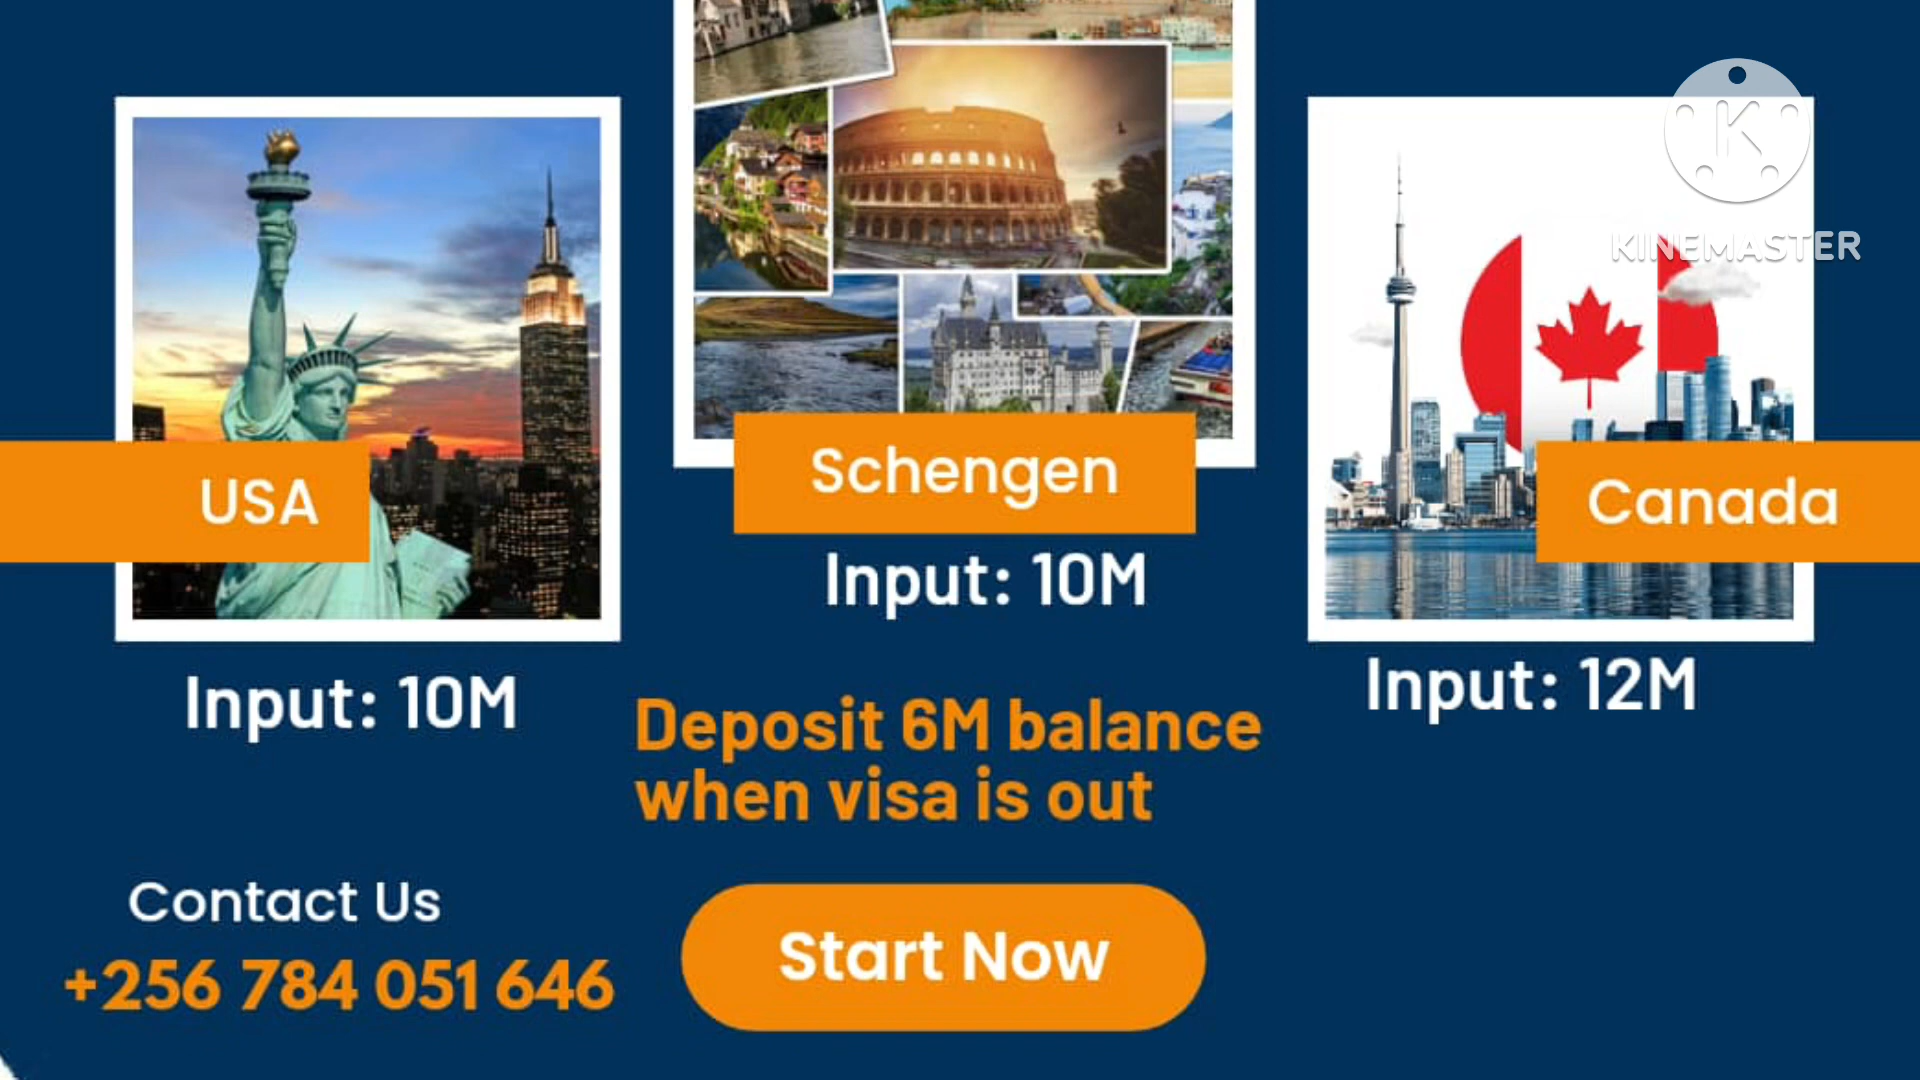 KINEMASTER
USA
Schengen
Canada
Input: 10M
Input: 10M
Input: 12M
Deposit 6M balance
when visa is out
Contact Us
+256 784 051 646
Start Now